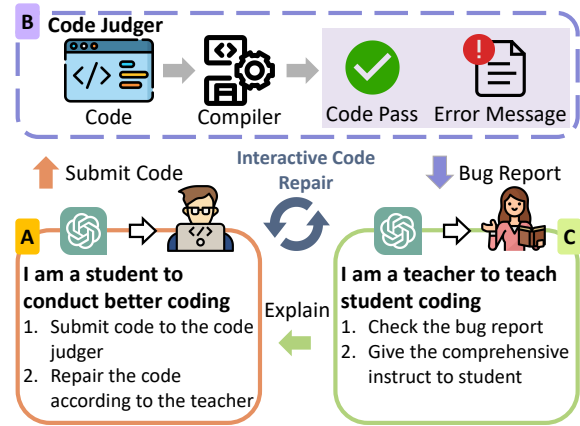 B
Code Judger
Code
Compiler
Code Pass
Error Message
Submit Code
Interactive Code
Repair
Bug Report
A
I am a student to
conduct better coding
1. Submit code to the code
judger
2. Repair the code
according to the teacher
Explain
C
I am a teacher to teach
student coding
1. Check the bug report
2. Give the comprehensive
instruct to student